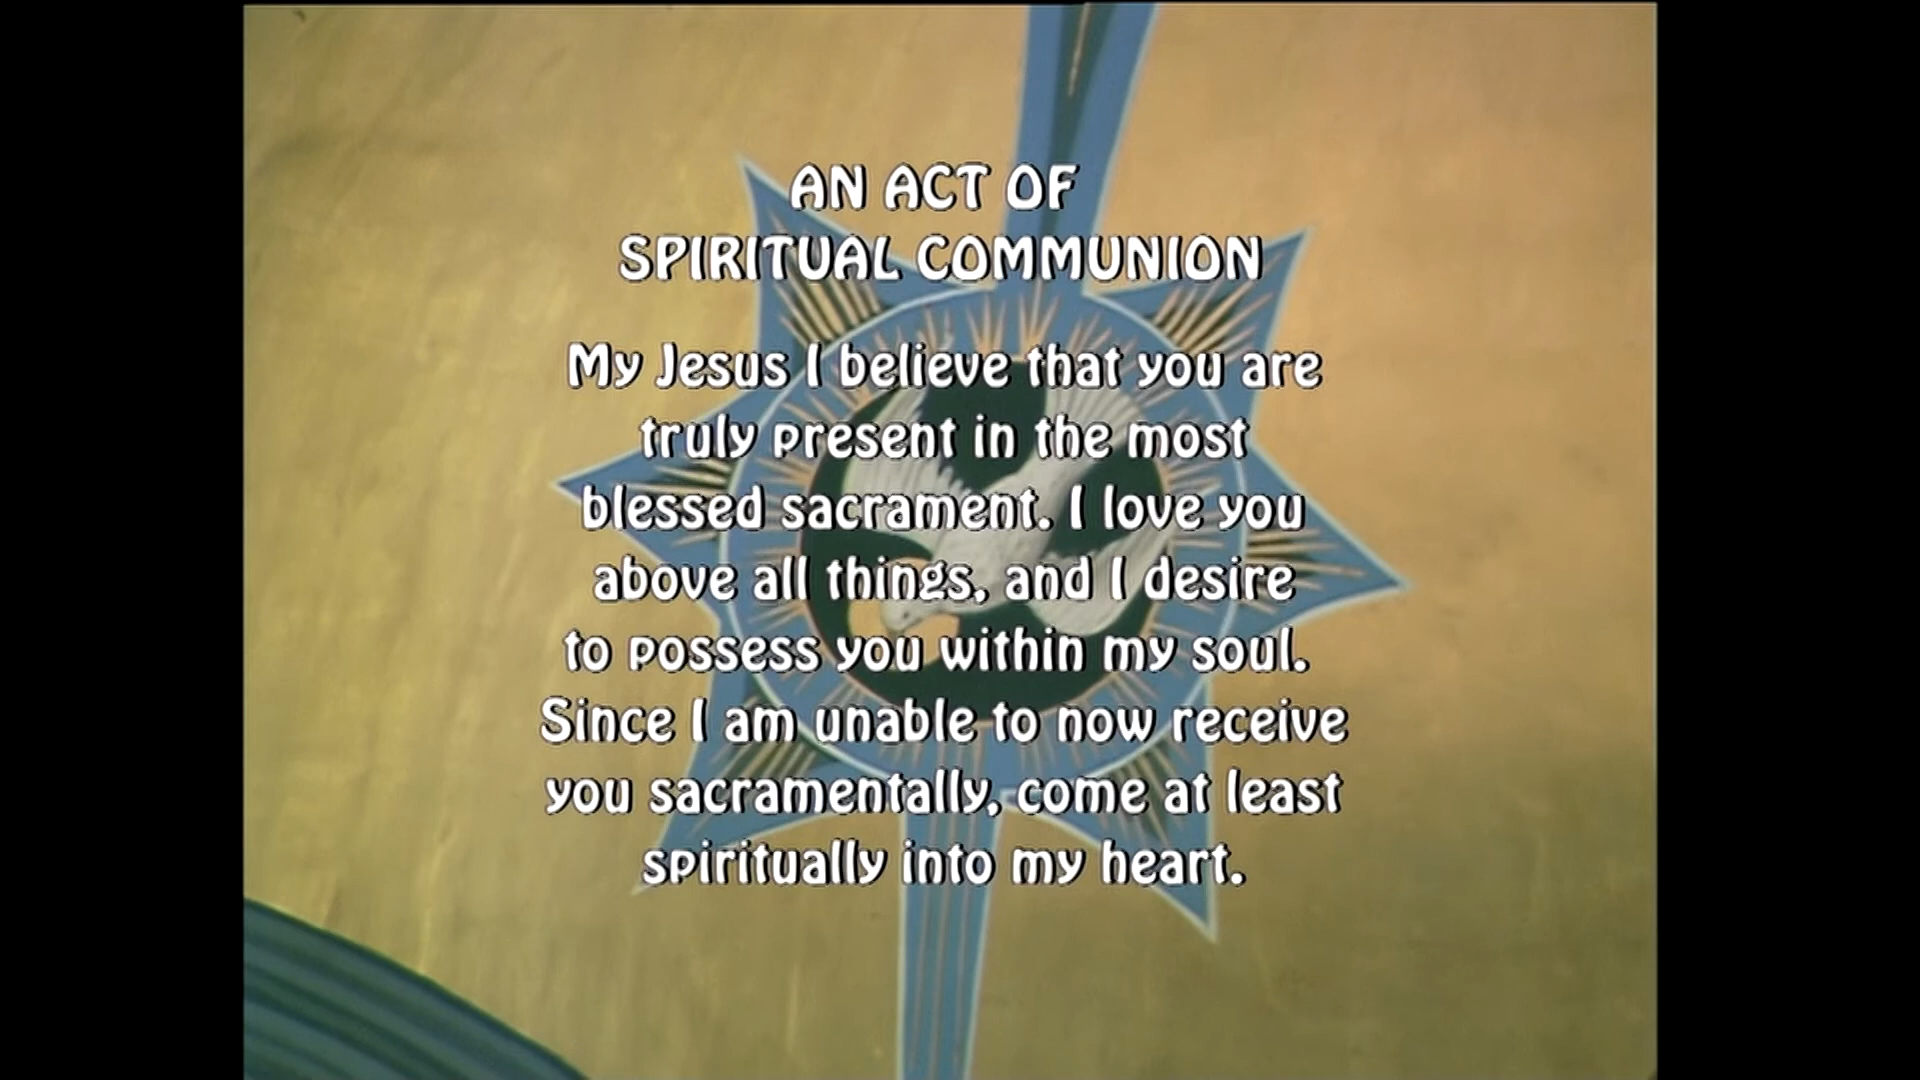 AN ACT OF
SPIRITUAL COMMUNION
My Jesus I believe that you are
truly present in the most
blessed sacrament. I love you
above all things, and I desire
to possess you within my soul.
Since I am unable to now receive
you sacramentally, come at least
spiritually into my heart.